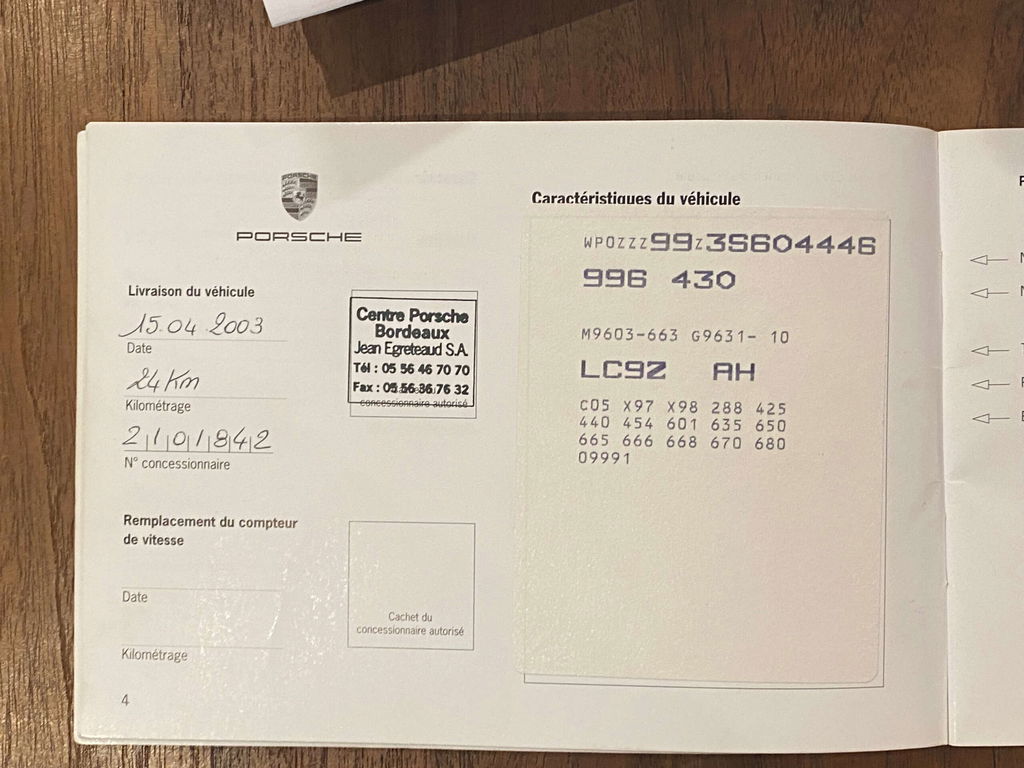 PORSCHE
PORSCHE
Livraison du véhicule
15.04 2003
Date
24 Km
Kilométrage
2101842
N° concessionnaire
Centre Porsche
Bordeaux
Jean Egreteaud S.A.
Tél : 05 56 46 70 70
Fax : 05 56 36 76 32
concessionnaire autorisé
Remplacement du compteur
de vitesse
Date
Kilométrage
Cachet du
concessionnaire autorisé
4
Caractéristiques du véhicule
WP0ZZZ99Z3S604446
996 430
M9603-663 G9631- 10
LC9Z AH
C05 X97 X98 288 425
440 454 601 635 650
665 666 668 670 680
09991